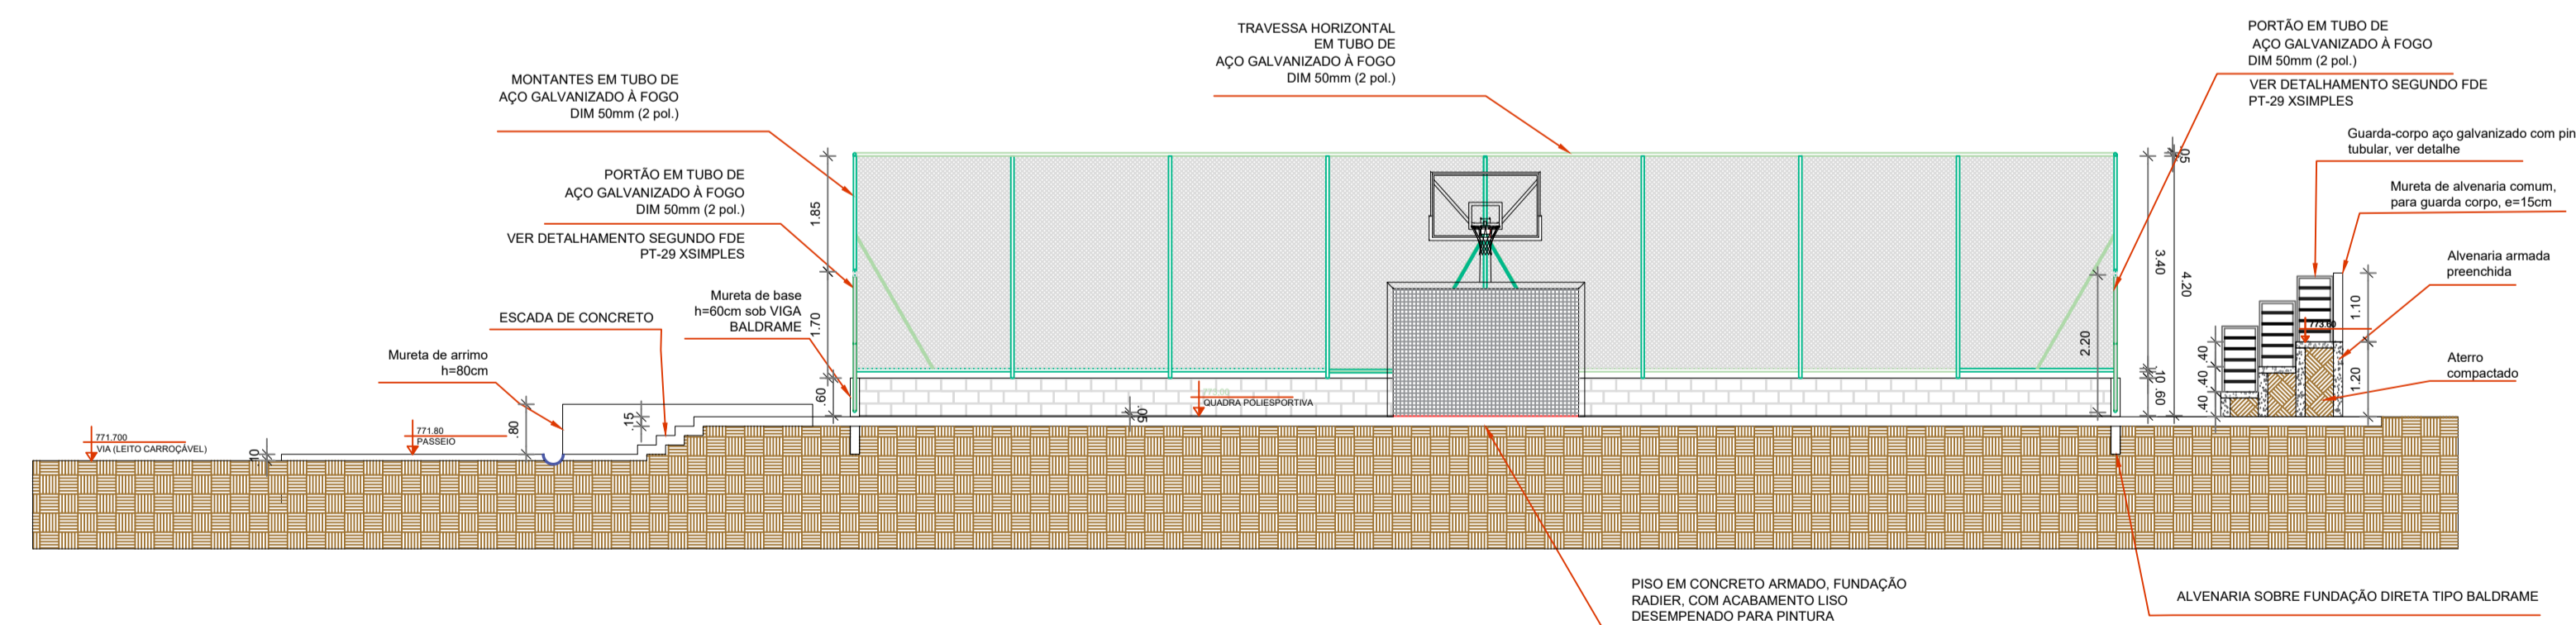 TRAVESSA HORIZONTAL
EM TUBO DE
AÇO GALVANIZADO À FOGO
DIM 50mm (2 pol.)
PORTÃO EM TUBO DE
AÇO GALVANIZADO À FOGO
DIM 50mm (2 pol.)
VER DETALHAMENTO SEGUNDO FDE
PT-29 XSIMPLES
MONTANTES EM TUBO DE
AÇO GALVANIZADO À FOGO
DIM 50mm (2 pol.)
Guarda-corpo aço galvanizado com pin
tubular, ver detalhe
PORTÃO EM TUBO DE
AÇO GALVANIZADO À FOGO
DIM 50mm (2 pol.)
VER DETALHAMENTO SEGUNDO FDE
PT-29 XSIMPLES
Mureta de alvenaria comum,
para guarda corpo, e=15cm
Alvenaria armada
preenchida
Mureta de base
h=60cm sob VIGA
BALDRAME
ESCADA DE CONCRETO
Mureta de arrimo
h=80cm
Aterro
compactado
1.85
1.70
.60
.05
3.40
4.20
2.20
.10
.60
.40
.40
.40
1.10
1.20
773.60
QUADRA POLIESPORTIVA
.05
.15
.80
.10
771.700
VIA (LEITO CARROÇÁVEL)
771.80
PASSEIO
PISO EM CONCRETO ARMADO, FUNDAÇÃO
RADIER, COM ACABAMENTO LISO
DESEMPENADO PARA PINTURA
ALVENARIA SOBRE FUNDAÇÃO DIRETA TIPO BALDRAME